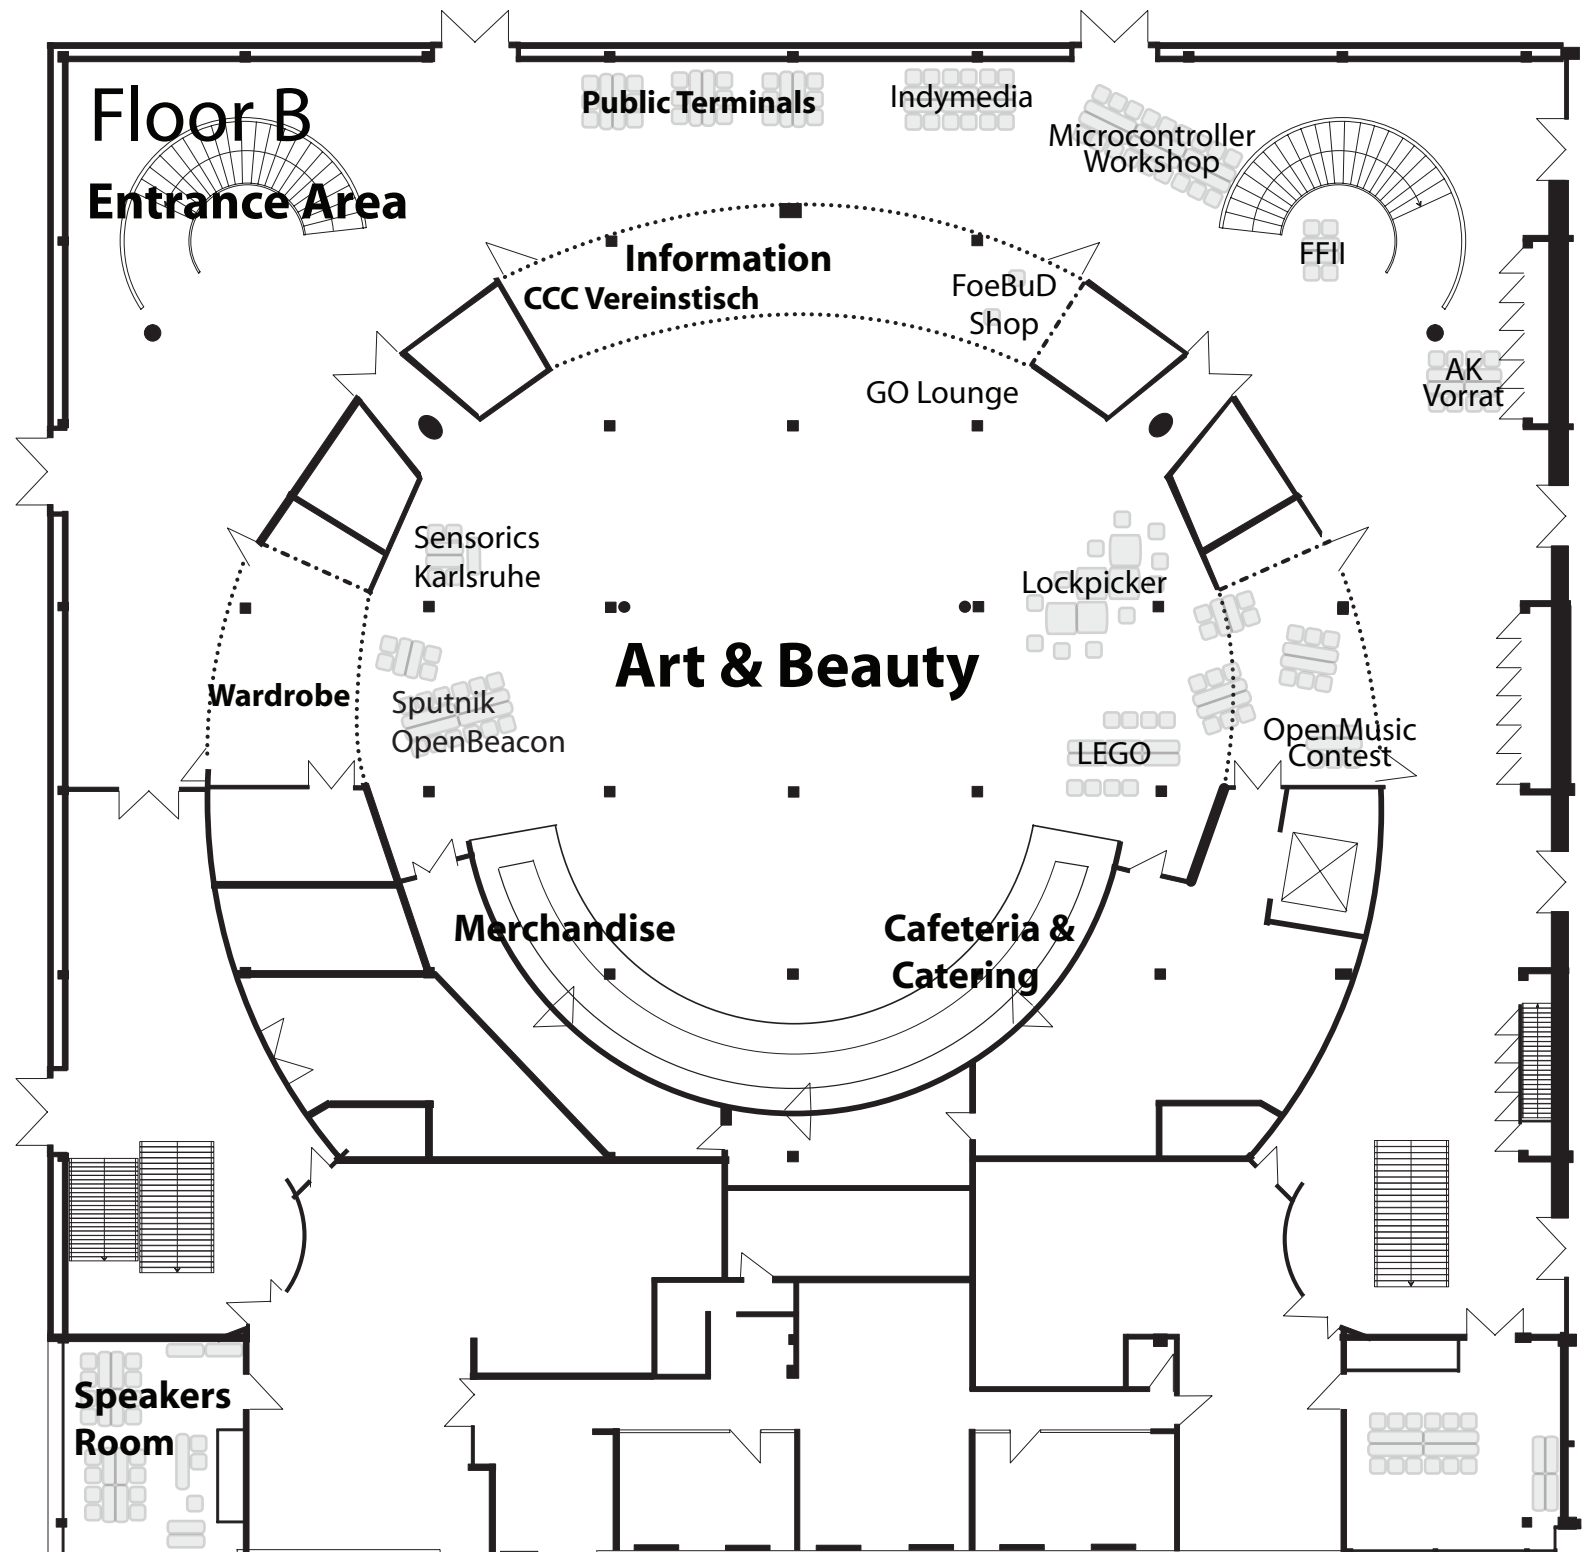 Floor B
Entrance Area
Public Terminals
Indymedia
Microcontroller
Workshop
FFII
Information
CCC Vereinstisch
FoeBuD
Shop
GO Lounge
AK
Vorrat
Sensorics
Karlsruhe
Lockpicker
Art & Beauty
Wardrobe
Sputnik
OpenBeacon
LEGO
OpenMusic
Contest
Merchandise
Cafeteria &
Catering
Speakers
Room